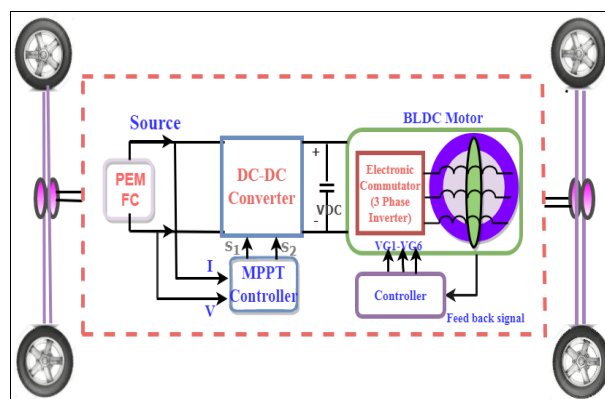 BLDC Motor
Source
PEM
FC
DC-DC
Converter
+
VDC
-
Electronic
Commutator
(3 Phase
Inverter)
S1
S2
VG1-VG6
I
V
MPPT
Controller
Controller
Feed back signal